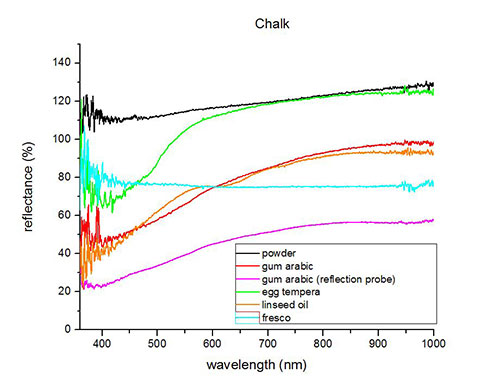 Chalk
reflectance (%)
140
120
100
80
60
40
20
0
powder
gum arabic
gum arabic (reflection probe)
egg tempera
linseed oil
fresco
400 500 600 700 800 900 1000
wavelength (nm)